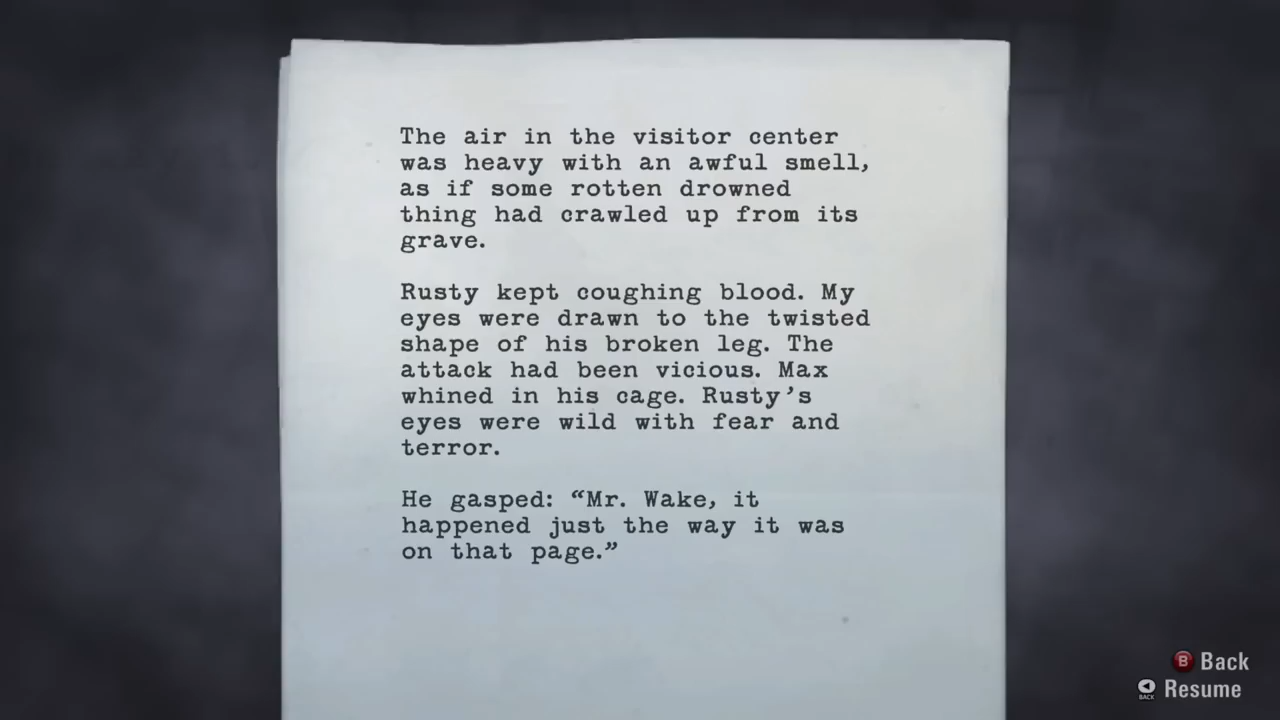 The air in the visitor center
was heavy with an awful smell,
as if some rotten drowned
thing had crawled up from its
grave.
Rusty kept coughing blood. My
eyes were drawn to the twisted
shape of his broken leg. The
attack had been vicious. Max
whined in his cage. Rusty’s
eyes were wild with fear and
terror.
He gasped: “Mr. Wake, it
happened just the way it was
on that page.”
B Back
BACK Resume